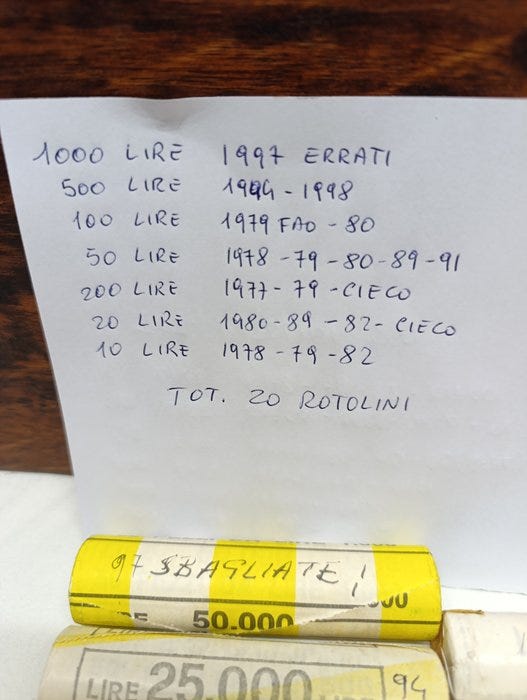 1000 LIRE 1997 ERRATI
500 LIRE 1994 - 1998
100 LIRE 1979 FAO - 80
50 LIRE 1978 - 79 - 80 - 89 - 91
200 LIRE 1977 - 79 - CIECO
20 LIRE 1980 - 89 - 82 - CIECO
10 LIRE 1978 - 79 - 82
TOT. 20 ROTOLINI
97 SBAGLIATE!
50.000
LIRE 25.000 94